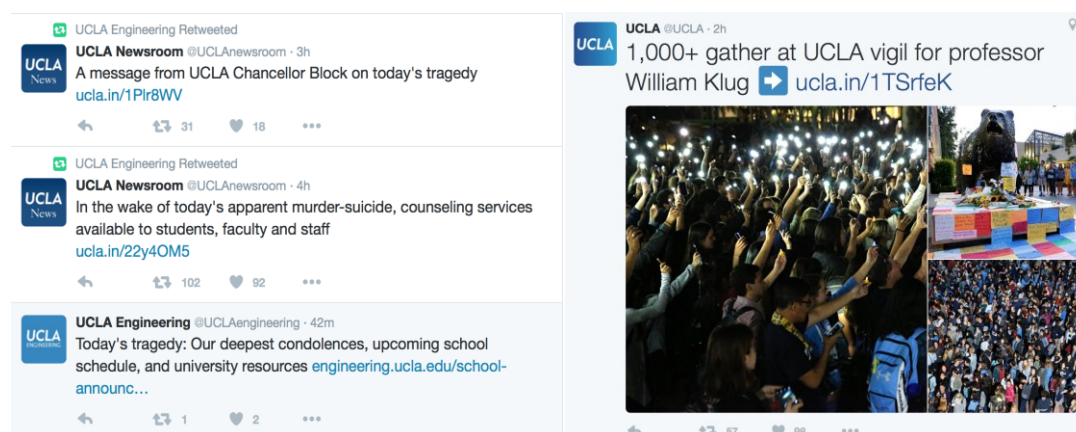 UCLA Engineering Retweeted
UCLA Newsroom @UCLAnewsroom · 3h
UCLA
News
A message from UCLA Chancellor Block on today's tragedy
ucla.in/1Plr8WV
31 18
UCLA Engineering Retweeted
UCLA Newsroom @UCLAnewsroom · 4h
UCLA
News
In the wake of today's apparent murder-suicide, counseling services
available to students, faculty and staff
ucla.in/22y4OM5
102 92
UCLA Engineering @UCLAengineering · 42m
UCLA
ENGINEERING
Today's tragedy: Our deepest condolences, upcoming school
schedule, and university resources engineering.ucla.edu/school-
announc…
1 2
UCLA @UCLA · 2h
UCLA
1,000+ gather at UCLA vigil for professor
William Klug ➡ ucla.in/1TSrfeK